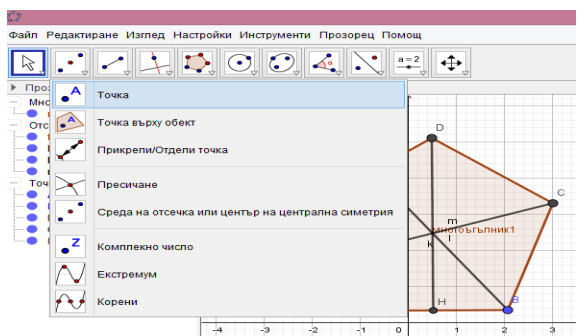 Файл Редактиране Изглед Настройки Инструменти Прозорец Помощ
a = 2
Точка
Точка върху обект
Прикрепи/Отдели точка
Пресичане
Среда на отсечка или център на централна симетрия
Комплекно число
Екстремум
Корени
A
A
Z
D
C
m
многоъгълник1
k
l
H
B
-4 -3 -2 -1 0 1 2 3